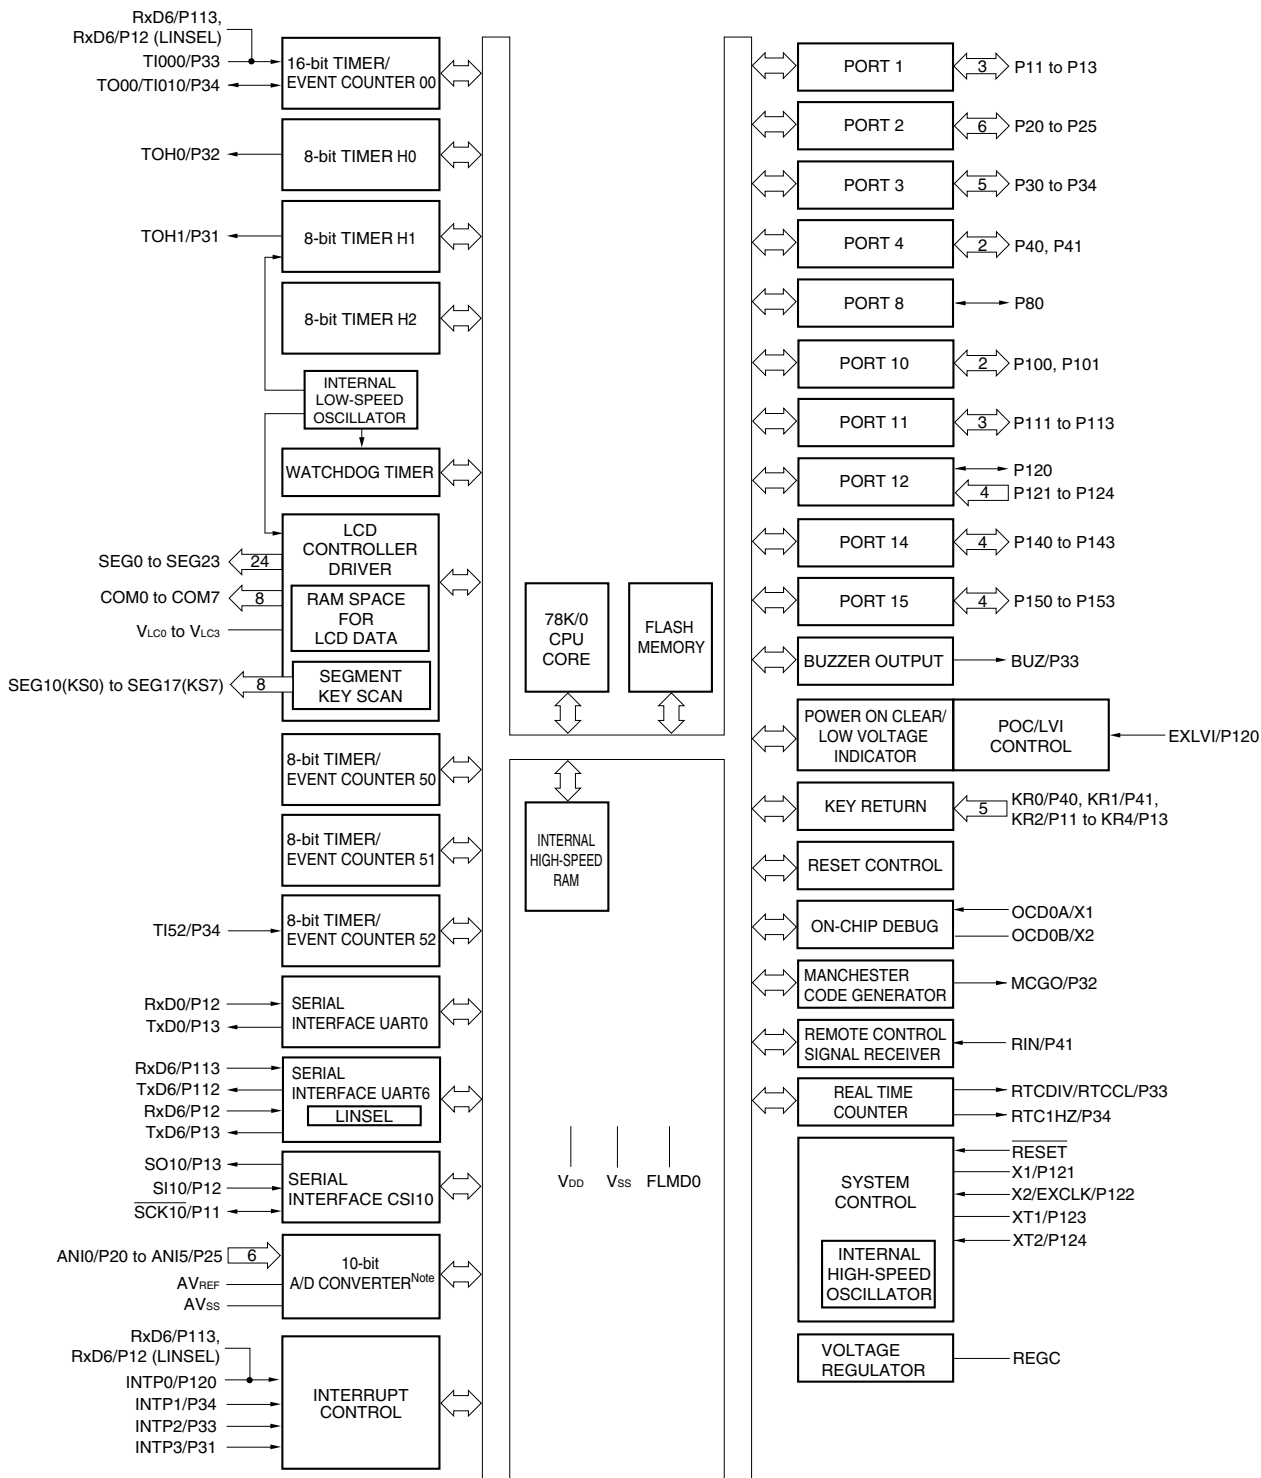 RxD6/P113,
RxD6/P12 (LINSEL)
TI000/P33
TO00/TI010/P34
16-bit TIMER/
EVENT COUNTER 00
TOH0/P32
8-bit TIMER H0
TOH1/P31
8-bit TIMER H1
8-bit TIMER H2
INTERNAL
LOW-SPEED
OSCILLATOR
WATCHDOG TIMER
LCD
CONTROLLER
DRIVER
SEG0 to SEG23
24
COM0 to COM7
8
RAM SPACE
FOR
LCD DATA
VLC0 to VLC3
SEG10(KS0) to SEG17(KS7)
8
SEGMENT
KEY SCAN
8-bit TIMER/
EVENT COUNTER 50
8-bit TIMER/
EVENT COUNTER 51
TI52/P34
8-bit TIMER/
EVENT COUNTER 52
RxD0/P12
TxD0/P13
SERIAL
INTERFACE UART0
RxD6/P113
TxD6/P112
RxD6/P12
TxD6/P13
SERIAL
INTERFACE UART6
LINSEL
SO10/P13
SI10/P12
SCK10/P11
SERIAL
INTERFACE CSI10
ANI0/P20 to ANI5/P25
6
AVREF
AVSS
10-bit
A/D CONVERTERNote
RxD6/P113,
RxD6/P12 (LINSEL)
INTP0/P120
INTP1/P34
INTP2/P33
INTP3/P31
INTERRUPT
CONTROL
78K/0
CPU
CORE
FLASH
MEMORY
INTERNAL
HIGH-SPEED
RAM
VDD
VSS
FLMD0
PORT 1
3
P11 to P13
PORT 2
6
P20 to P25
PORT 3
5
P30 to P34
PORT 4
2
P40, P41
PORT 8
P80
PORT 10
2
P100, P101
PORT 11
3
P111 to P113
PORT 12
P120
4
P121 to P124
PORT 14
4
P140 to P143
PORT 15
4
P150 to P153
BUZZER OUTPUT
BUZ/P33
POWER ON CLEAR/
LOW VOLTAGE
INDICATOR
POC/LVI
CONTROL
EXLVI/P120
KEY RETURN
5
KR0/P40, KR1/P41,
KR2/P11 to KR4/P13
RESET CONTROL
ON-CHIP DEBUG
OCD0A/X1
OCD0B/X2
MANCHESTER
CODE GENERATOR
MCGO/P32
REMOTE CONTROL
SIGNAL RECEIVER
RIN/P41
REAL TIME
COUNTER
RTCDIV/RTCCL/P33
RTC1HZ/P34
SYSTEM
CONTROL
INTERNAL
HIGH-SPEED
OSCILLATOR
RESET
X1/P121
X2/EXCLK/P122
XT1/P123
XT2/P124
VOLTAGE
REGULATOR
REGC